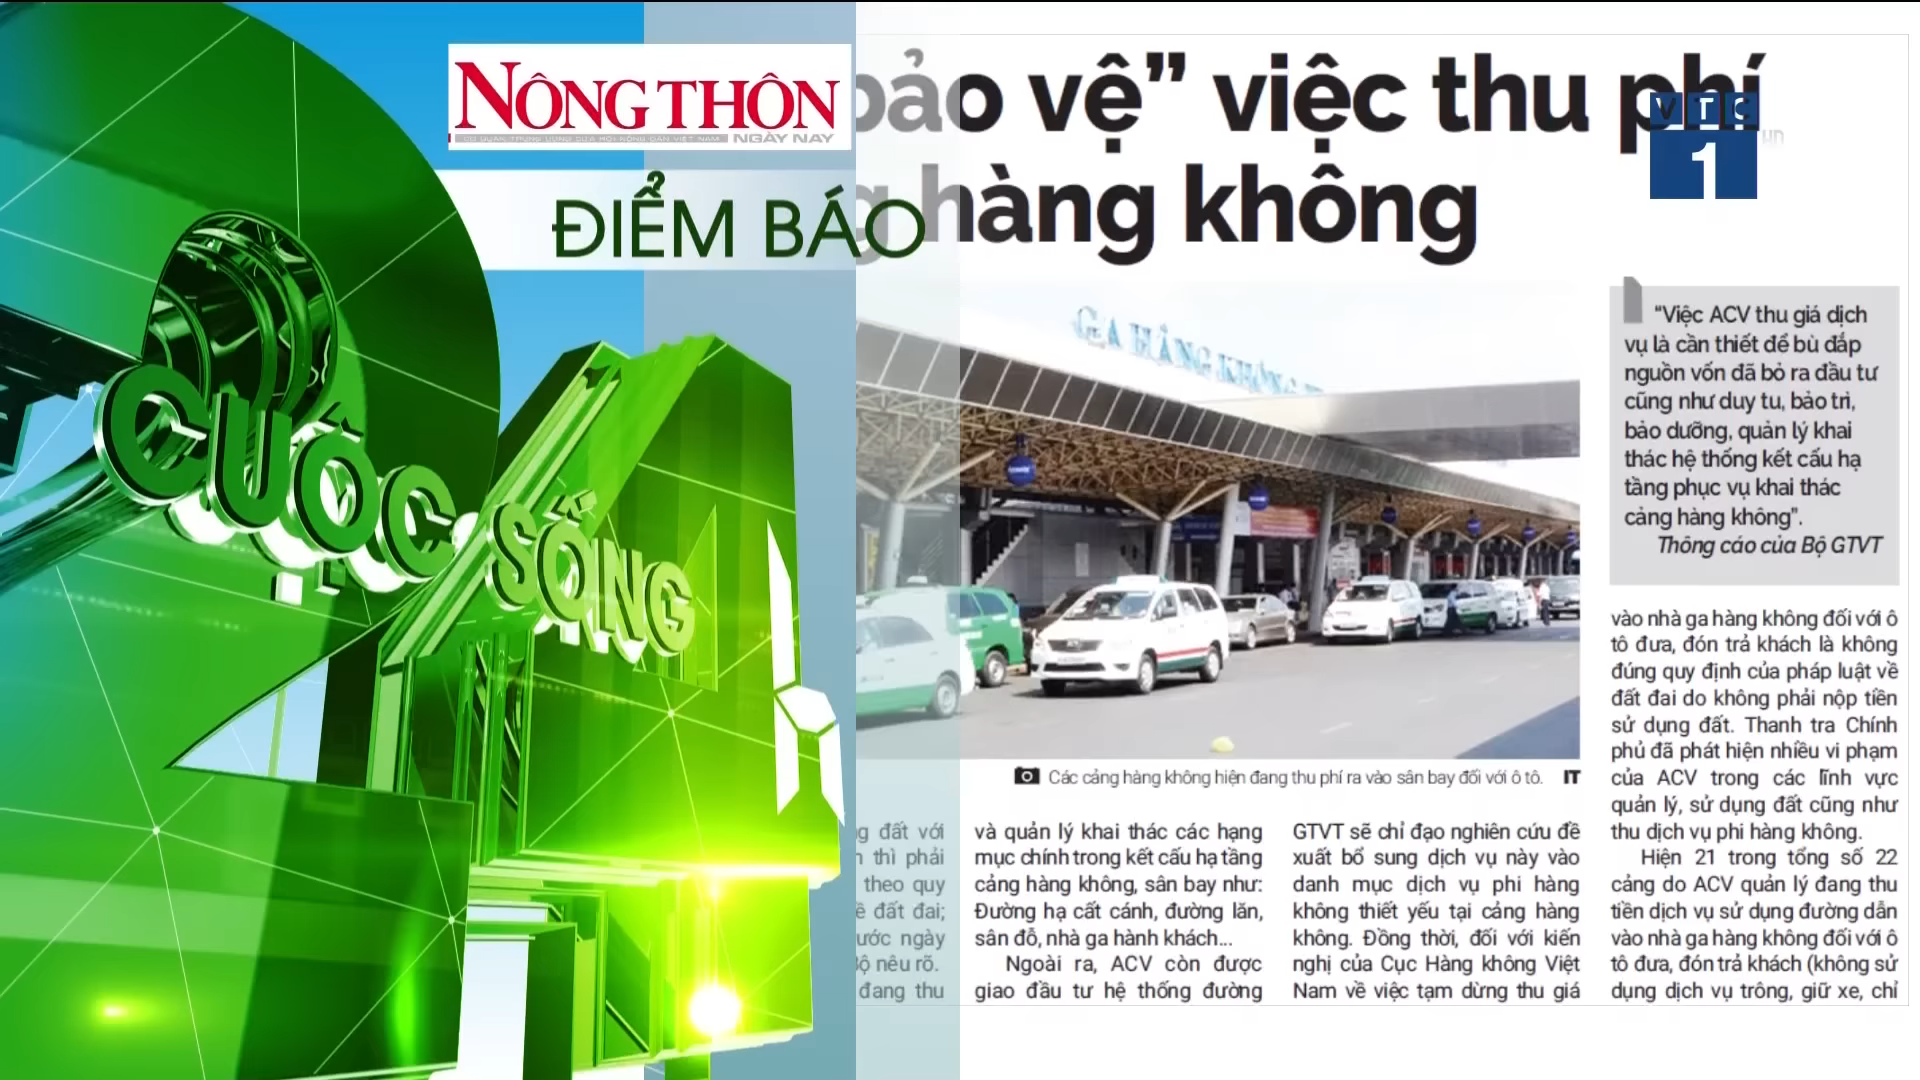 NÔNG THÔN
NGÀY NAY
ĐIỂM BÁO
CUỘC SỐNG
24h
VTC
1
bảo vệ” việc thu phí
g hàng không
GA HÀNG KHÔNG
“Việc ACV thu giá dịch
vụ là cần thiết để bù đắp
nguồn vốn đã bỏ ra đầu tư
cũng như duy tu, bảo trì,
bảo dưỡng, quản lý khai
thác hệ thống kết cấu hạ
tầng phục vụ khai thác
cảng hàng không”.
Thông cáo của Bộ GTVT
Các cảng hàng không hiện đang thu phí ra vào sân bay đối với ô tô. IT
g đất với
thì phải
theo quy
đất đai;
ước ngày
nêu rõ.
đang thu
và quản lý khai thác các hạng
mục chính trong kết cấu hạ tầng
cảng hàng không, sân bay như:
Đường hạ cất cánh, đường lăn,
sân đỗ, nhà ga hành khách...
Ngoài ra, ACV còn được
giao đầu tư hệ thống đường
GTVT sẽ chỉ đạo nghiên cứu đề
xuất bổ sung dịch vụ này vào
danh mục dịch vụ phi hàng
không thiết yếu tại cảng hàng
không. Đồng thời, đối với kiến
nghị của Cục Hàng không Việt
Nam về việc tạm dừng thu giá
vào nhà ga hàng không đối với ô
tô đưa, đón trả khách là không
đúng quy định của pháp luật về
đất đai do không phải nộp tiền
sử dụng đất. Thanh tra Chính
phủ đã phát hiện nhiều vi phạm
của ACV trong các lĩnh vực
quản lý, sử dụng đất cũng như
thu dịch vụ phi hàng không.
Hiện 21 trong tổng số 22
cảng do ACV quản lý đang thu
tiền dịch vụ sử dụng đường dẫn
vào nhà ga hàng không đối với ô
tô đưa, đón trả khách (không sử
dụng dịch vụ trông, giữ xe, chỉ